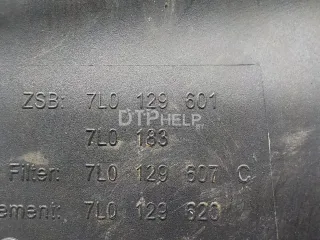 ZSB: 7L0 129 601
7L0 183
DTPHELP
Filter: 7L0 129 607 C
ement: 7L0 129 620